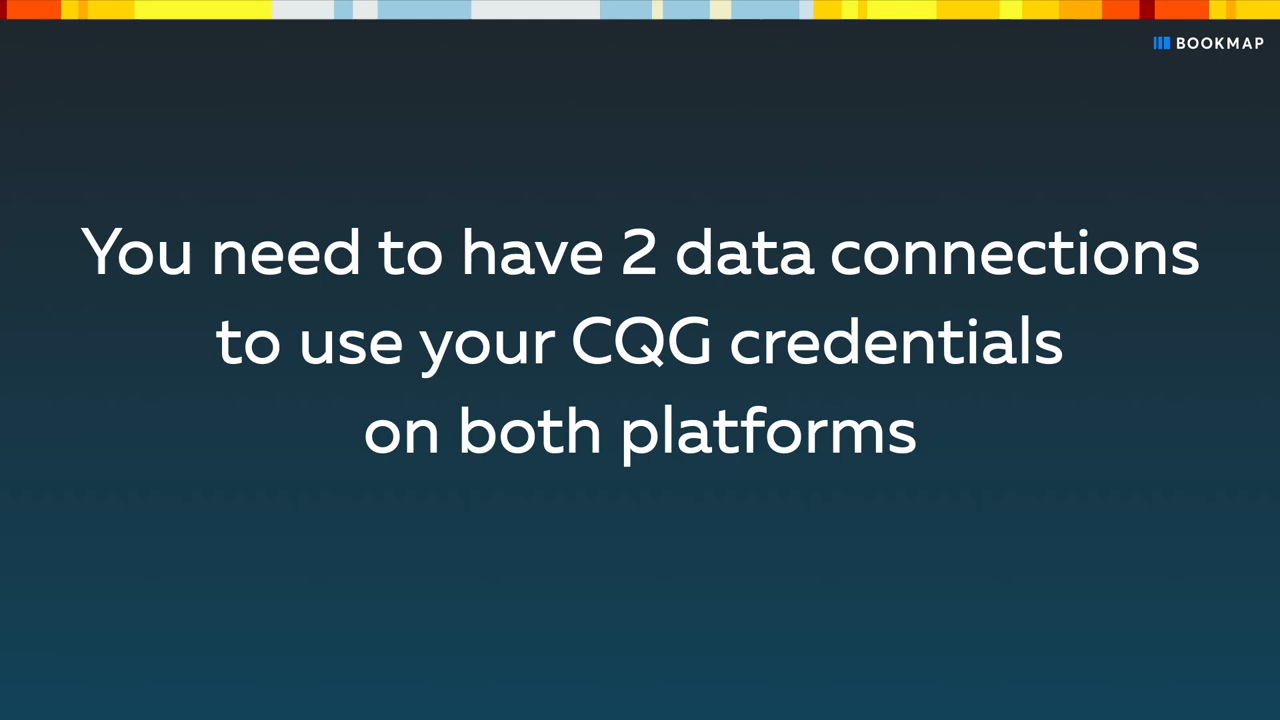 BOOKMAP
You need to have 2 data connections
to use your CQG credentials
on both platforms